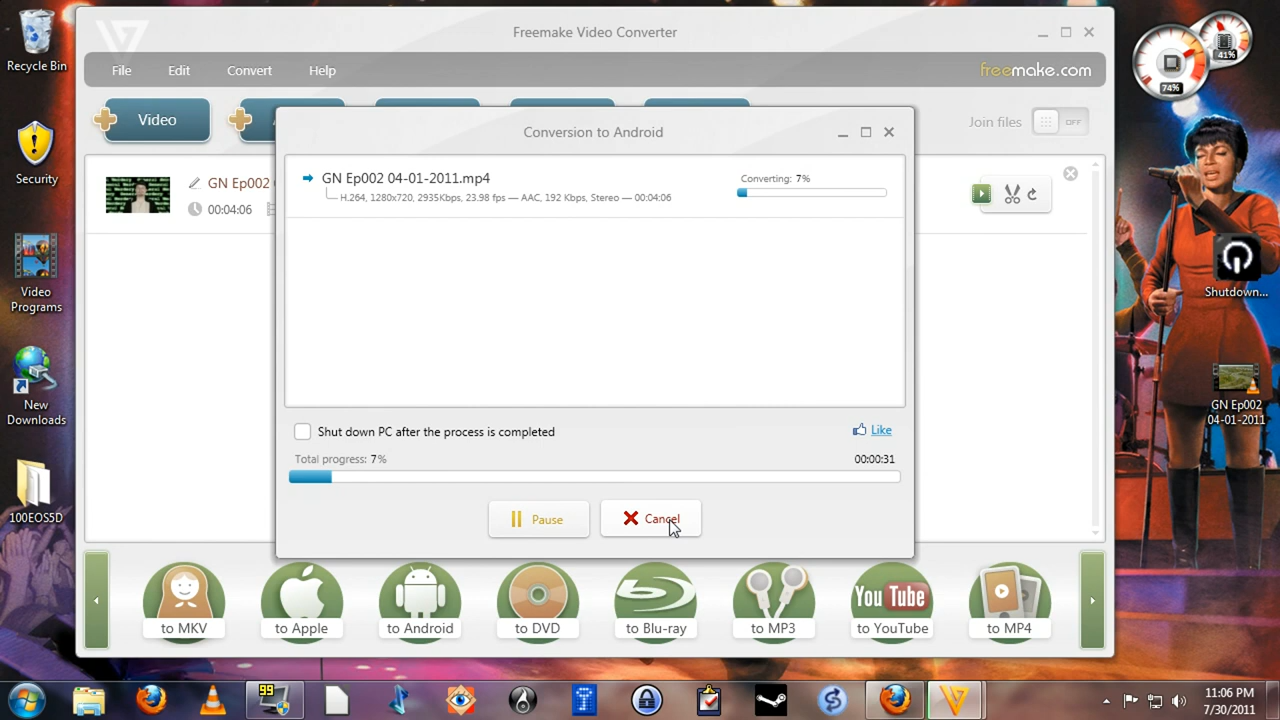 Recycle Bin
Security
Video
Programs
New
Downloads
100EOS5D
Freemake Video Converter
File Edit Convert Help
freemake.com
Video
Join files
OFF
GN Ep002
00:04:06
Conversion to Android
GN Ep002 04-01-2011.mp4
H.264, 1280x720, 2935Kbps, 23.98 fps — AAC, 192 Kbps, Stereo — 00:04:06
Converting: 7%
Shut down PC after the process is completed
Like
Total progress: 7%
00:00:31
Pause
Cancel
to MKV
to Apple
to Android
to DVD
Blu-ray
to Blu-ray
to MP3
You Tube
to YouTube
to MP4
41%
74%
Shutdown...
GN Ep002
04-01-2011
99
11:06 PM
7/30/2011